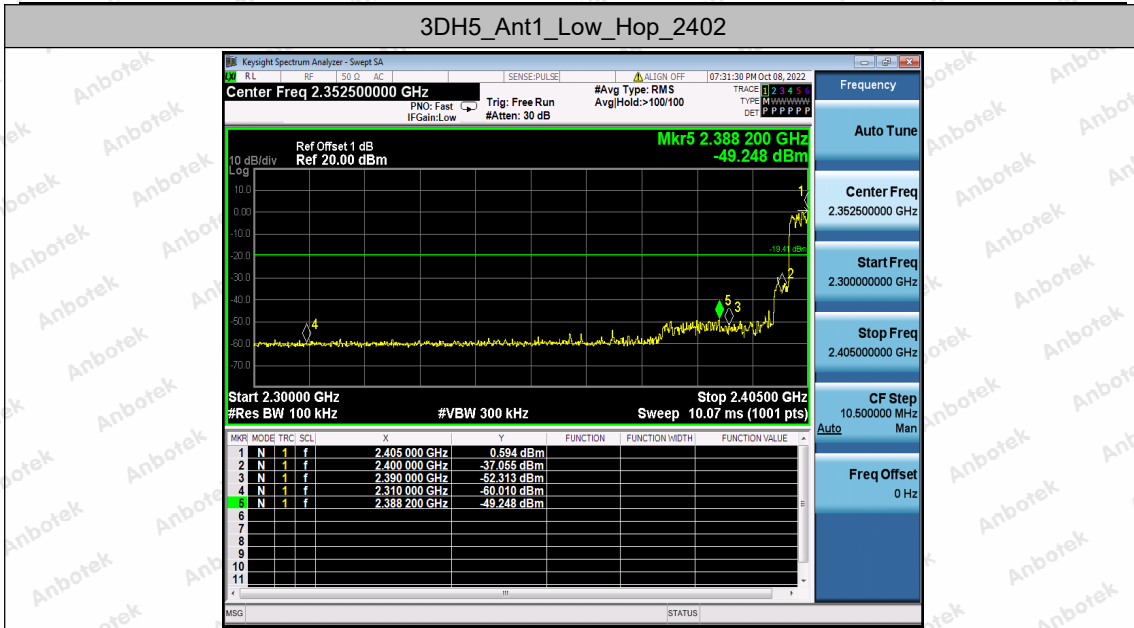 3DH5_Ant1_Low_Hop_2402
Keysight Spectrum Analyzer - Swept SA
LXI RL RF 50 Ω AC SENSE:PULSE ALIGN OFF 07:31:30 PM Oct 08, 2022
Center Freq 2.352500000 GHz
PNO: Fast
IFGain:Low
Trig: Free Run
#Atten: 30 dB
#Avg Type: RMS
Avg|Hold:>100/100
TRACE 1 2 3 4 5 6
TYPE M W W W W W
DET P P P P P P
Ref Offset 1 dB
10 dB/div Ref 20.00 dBm
Log
Mkr5 2.388 200 GHz
-49.248 dBm
10.0
0.00
-10.0
-20.0
-30.0
-40.0
-50.0
-60.0
-70.0
-19.41 dBm
1
2
5
3
4
Start 2.30000 GHz Stop 2.40500 GHz
#Res BW 100 kHz #VBW 300 kHz Sweep 10.07 ms (1001 pts)
MKR MODE TRC SCL X Y FUNCTION FUNCTION WIDTH FUNCTION VALUE
1 N 1 f 2.405 000 GHz 0.594 dBm
2 N 1 f 2.400 000 GHz -37.055 dBm
3 N 1 f 2.390 000 GHz -52.313 dBm
4 N 1 f 2.310 000 GHz -60.010 dBm
5 N 1 f 2.388 200 GHz -49.248 dBm
6
7
8
9
10
11
MSG STATUS
Frequency
Auto Tune
Center Freq
2.352500000 GHz
Start Freq
2.300000000 GHz
Stop Freq
2.405000000 GHz
CF Step
10.500000 MHz
Auto Man
Freq Offset
0 Hz
Anbotek